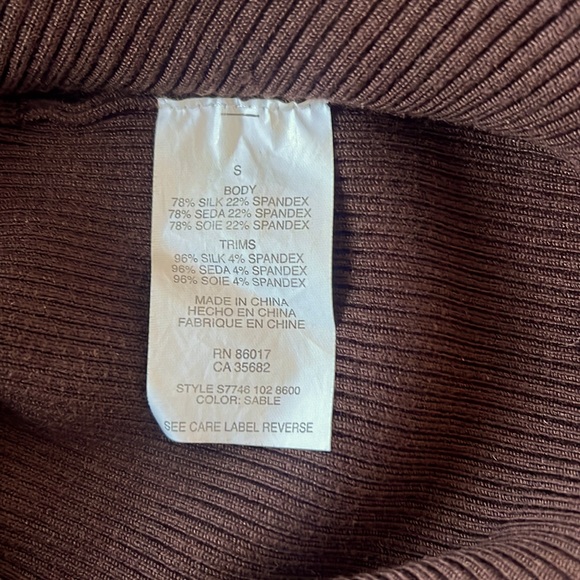 S
BODY
78% SILK 22% SPANDEX
78% SEDA 22% SPANDEX
78% SOIE 22% SPANDEX
TRIMS
96% SILK 4% SPANDEX
96% SEDA 4% SPANDEX
96% SOIE 4% SPANDEX
MADE IN CHINA
HECHO EN CHINA
FABRIQUE EN CHINE
RN 86017
CA 35682
STYLE S7746 102 8600
COLOR: SABLE
SEE CARE LABEL REVERSE